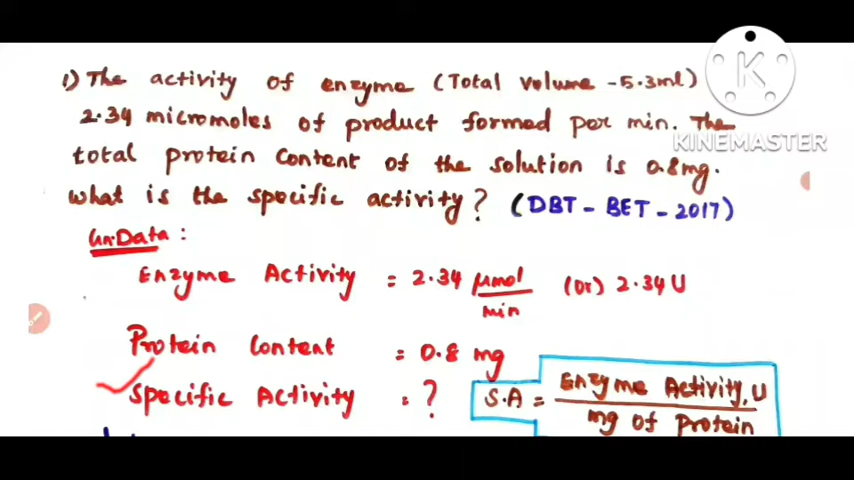 1) The activity of enzyme (Total volume - 5.3ml)
2.34 micromoles of product formed per min. The
total protein content of the solution is 0.8mg.
what is the specific activity? (DBT - BET - 2017)
K
KINEMASTER
Gn.Data:
Enzyme Activity = 2.34 μmol/min (or) 2.34 U
Protein Content = 0.8 mg
Specific Activity = ?
S.A = Enzyme Activity, U / mg of protein